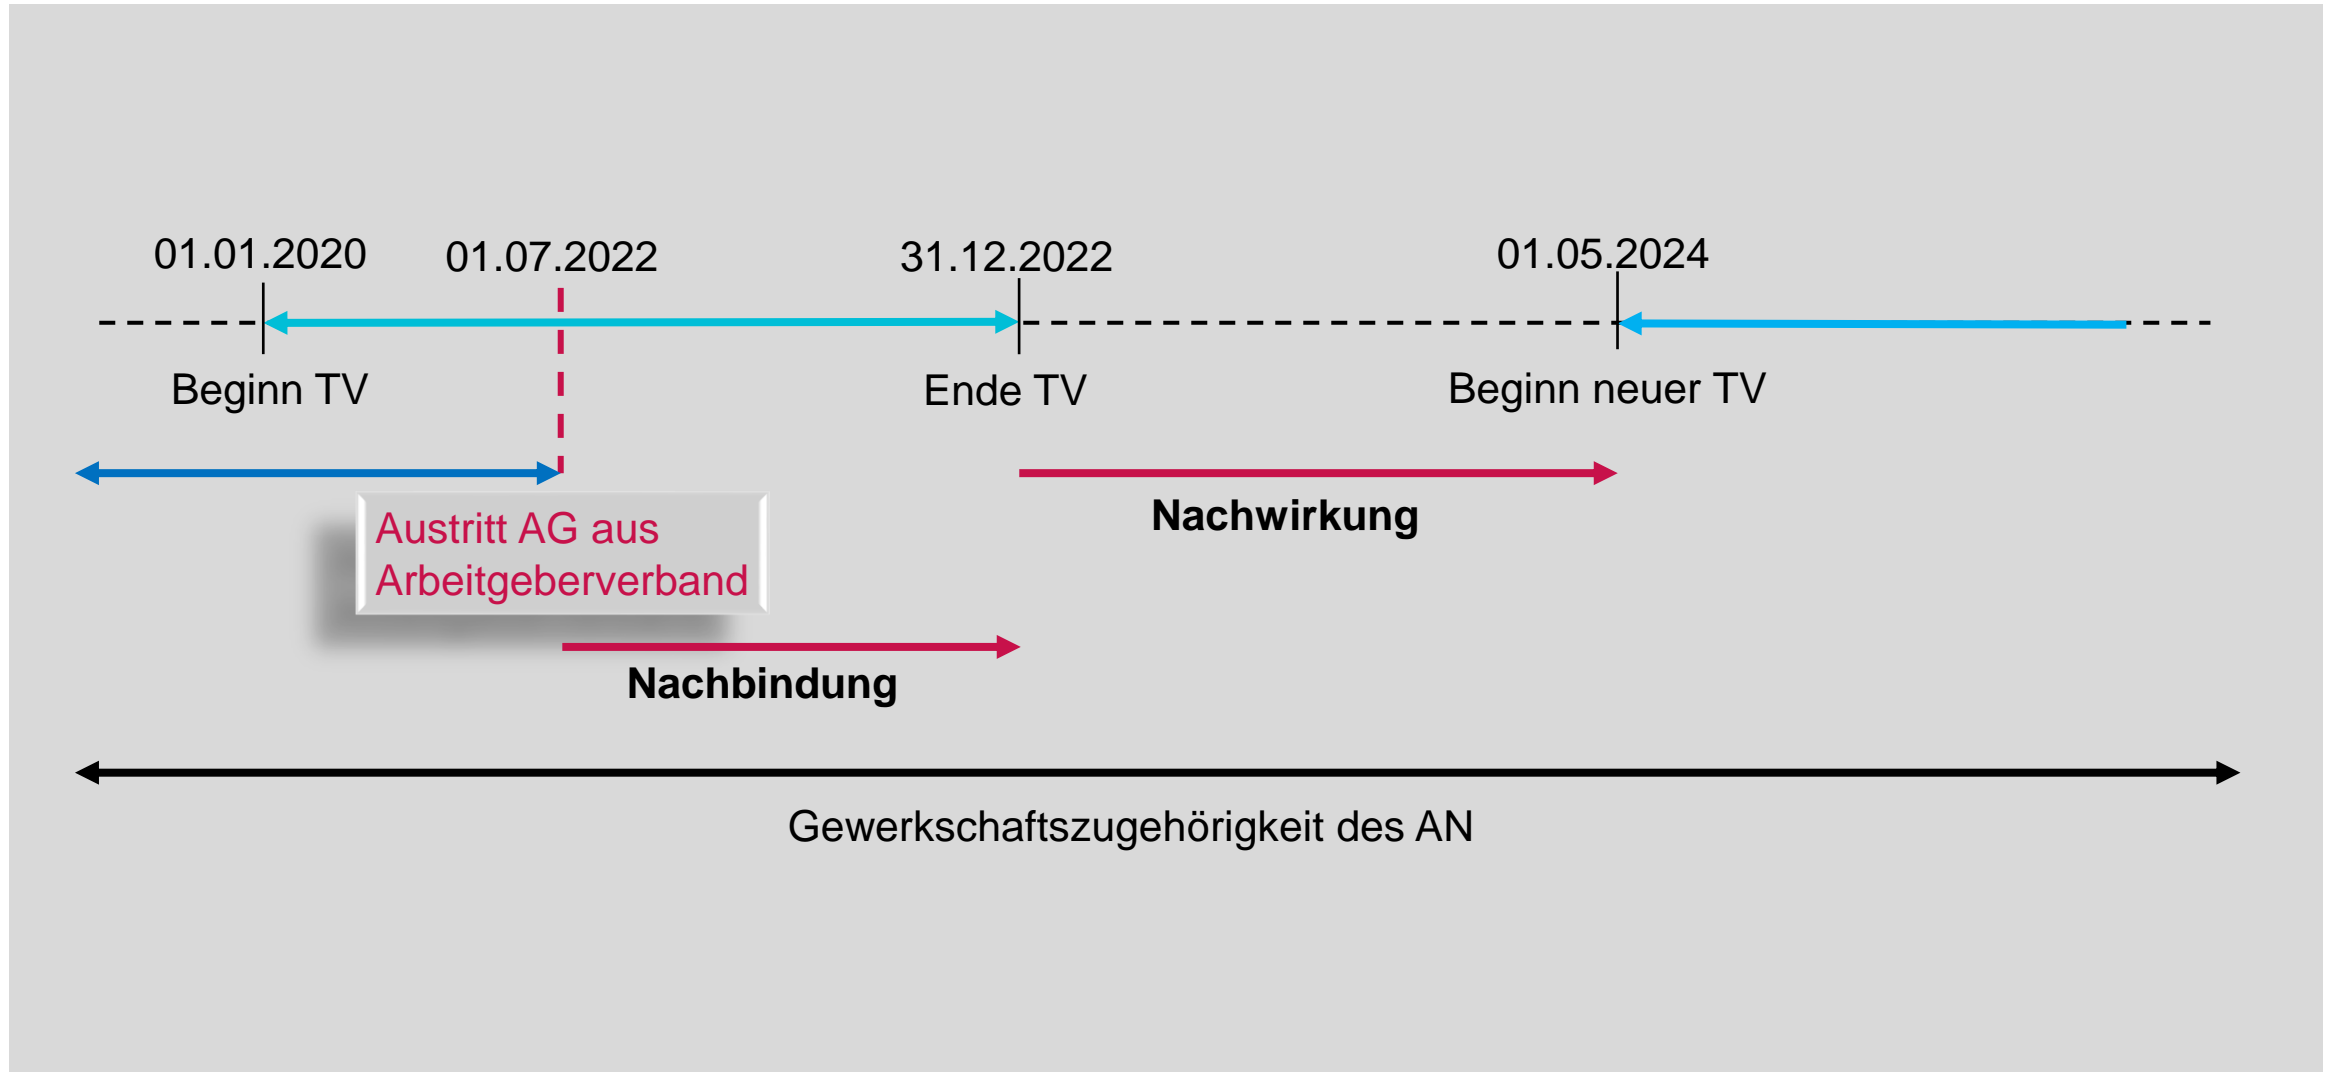 01.01.2020
01.07.2022
31.12.2022
01.05.2024
Beginn TV
Ende TV
Beginn neuer TV
Austritt AG aus
Arbeitgeberverband
Nachwirkung
Nachbindung
Gewerkschaftszugehörigkeit des AN